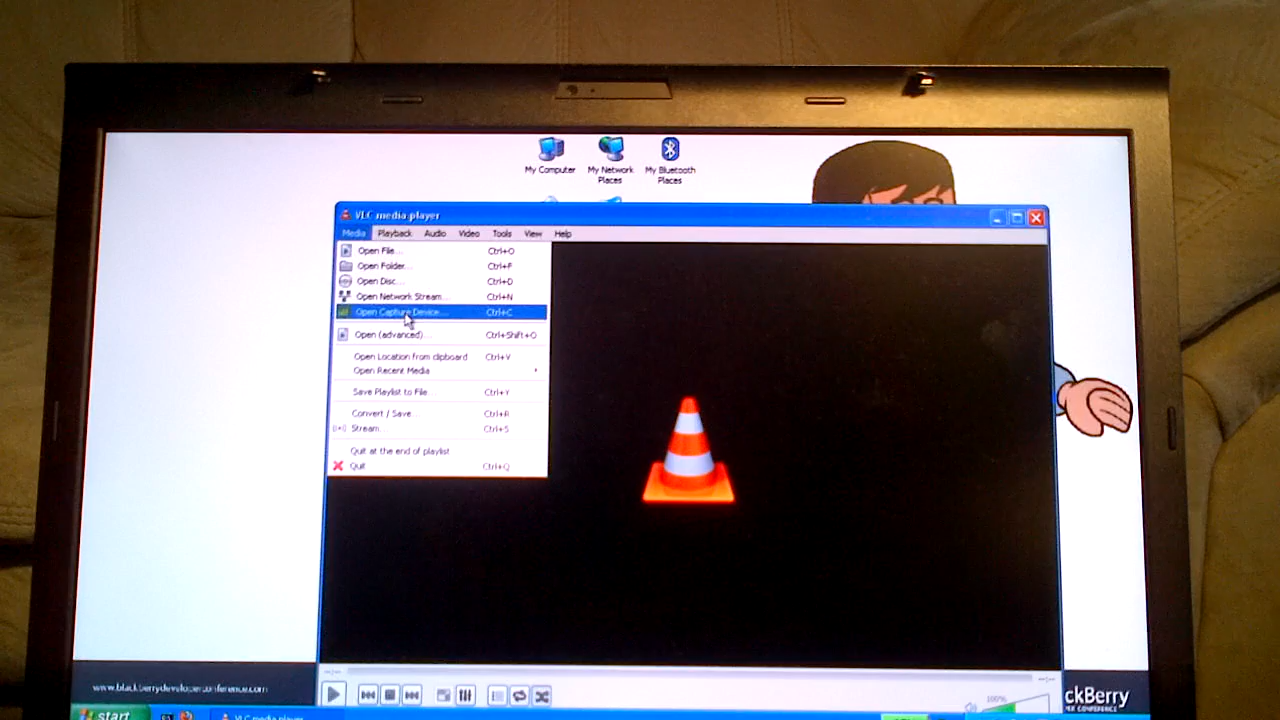 My Computer
My Network Places
My Bluetooth Places
VLC media player
Media Playback Audio Video Tools View Help
Open File... Ctrl+O
Open Folder... Ctrl+F
Open Disc... Ctrl+D
Open Network Stream... Ctrl+N
Open Capture Device... Ctrl+C
Open (advanced)... Ctrl+Shift+O
Open Location from clipboard Ctrl+V
Open Recent Media
Save Playlist to File... Ctrl+Y
Convert / Save... Ctrl+R
Stream... Ctrl+S
Quit at the end of playlist
Quit Ctrl+Q
--:-- --:--
100%
www.blackberrydeveloperconference.com
ckBerry
ER CONFERENCE
start
VLC media player